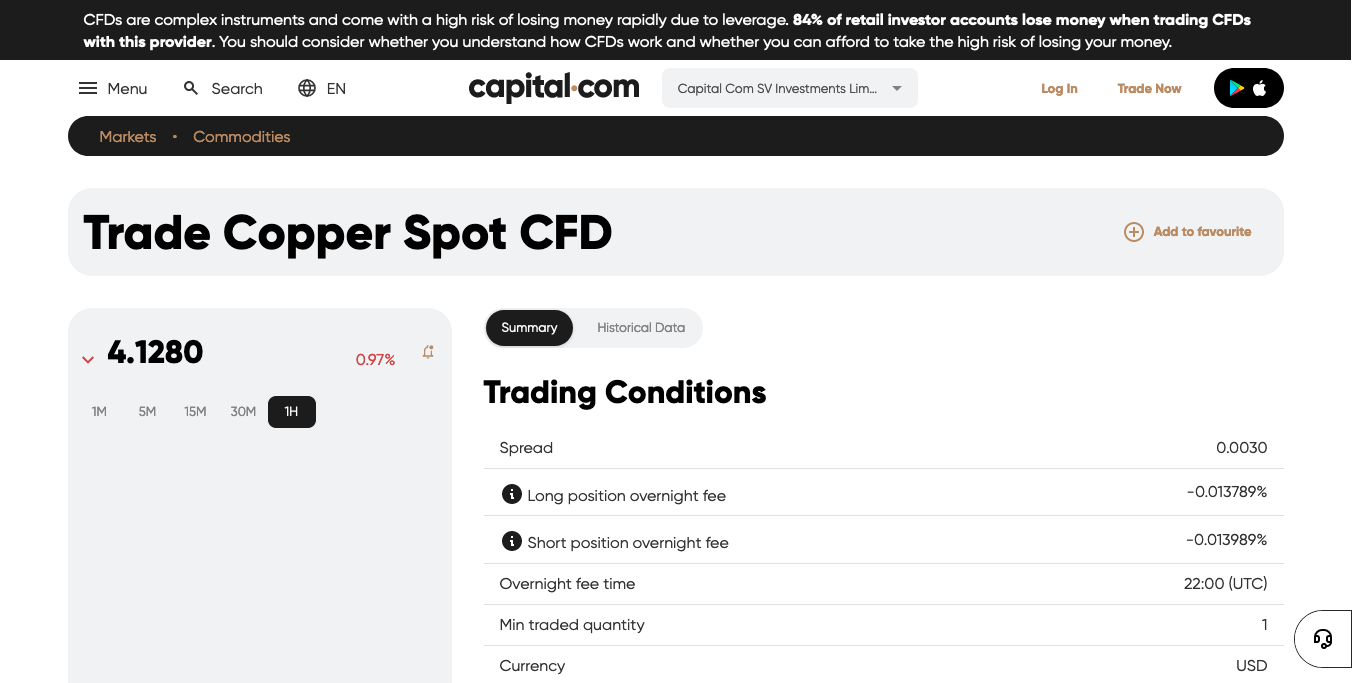 CFDs are complex instruments and come with a high risk of losing money rapidly due to leverage. 84% of retail investor accounts lose money when trading CFDs
with this provider. You should consider whether you understand how CFDs work and whether you can afford to take the high risk of losing your money.
Menu Search EN capital.com Capital Com SV Investments Lim... Log In Trade Now
Markets • Commodities
Trade Copper Spot CFD
Add to favourite
4.1280
0.97%
1M 5M 15M 30M 1H
Summary Historical Data
Trading Conditions
Spread 0.0030
Long position overnight fee -0.013789%
Short position overnight fee -0.013989%
Overnight fee time 22:00 (UTC)
Min traded quantity 1
Currency USD